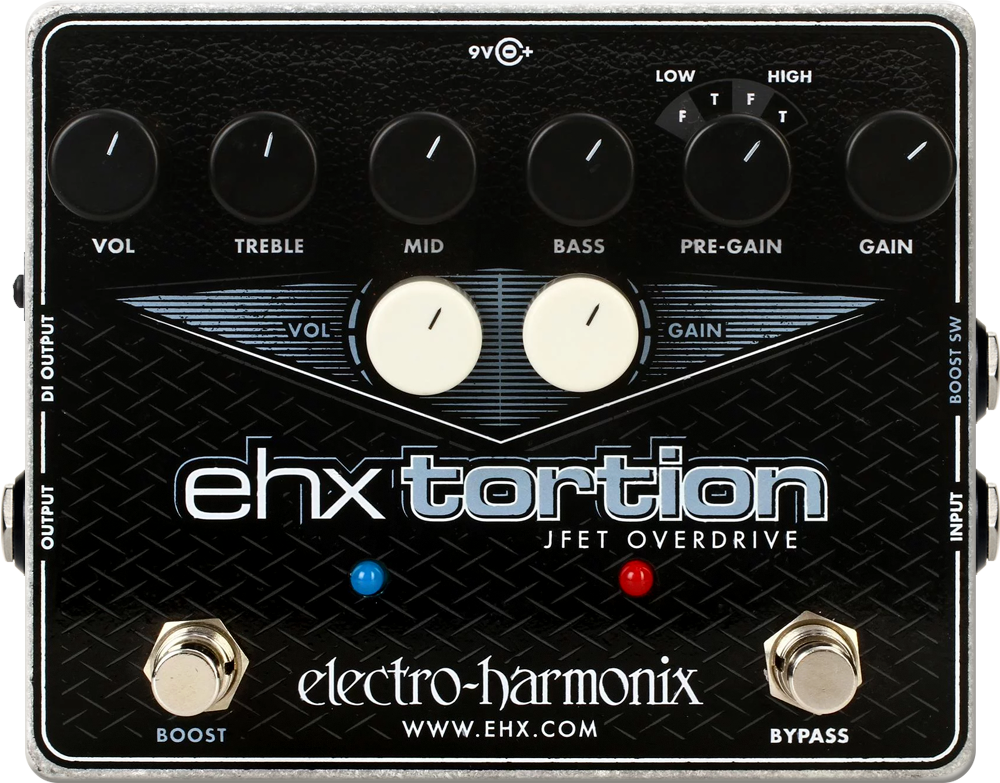 9V +
LOW HIGH
F T F T
VOL TREBLE MID BASS PRE-GAIN GAIN
VOL GAIN
DI OUTPUT
BOOST SW
OUTPUT
INPUT
ehx tortion
JFET OVERDRIVE
electro-harmonix
WWW.EHX.COM
BOOST BYPASS